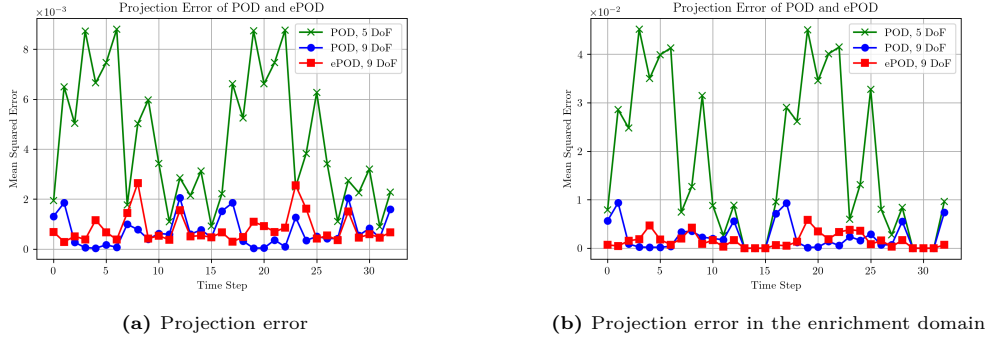 Projection Error of POD and ePOD
×10⁻³
POD, 5 DoF
POD, 9 DoF
ePOD, 9 DoF
8
6
4
2
0
Mean Squared Error
0 5 10 15 20 25 30
Time Step
(a) Projection error
Projection Error of POD and ePOD
×10⁻²
POD, 5 DoF
POD, 9 DoF
ePOD, 9 DoF
4
3
2
1
0
Mean Squared Error
0 5 10 15 20 25 30
Time Step
(b) Projection error in the enrichment domain